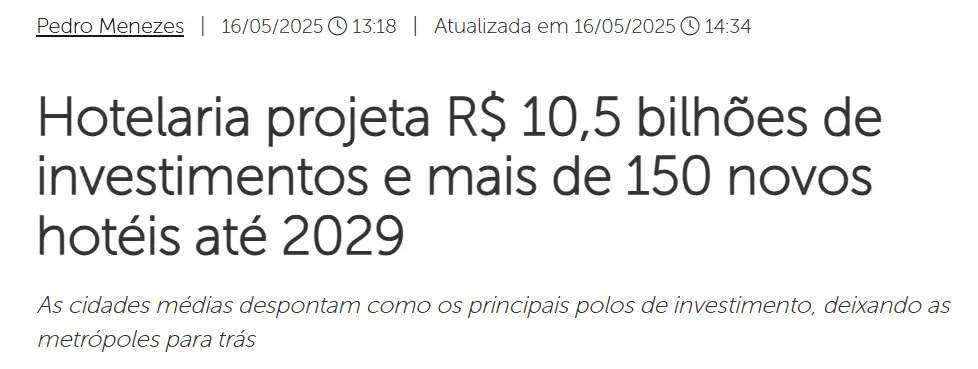 Pedro Menezes | 16/05/2025 13:18 | Atualizada em 16/05/2025 14:34
Hotelaria projeta R$ 10,5 bilhões de
investimentos e mais de 150 novos
hotéis até 2029
As cidades médias despontam como os principais polos de investimento, deixando as
metrópoles para trás